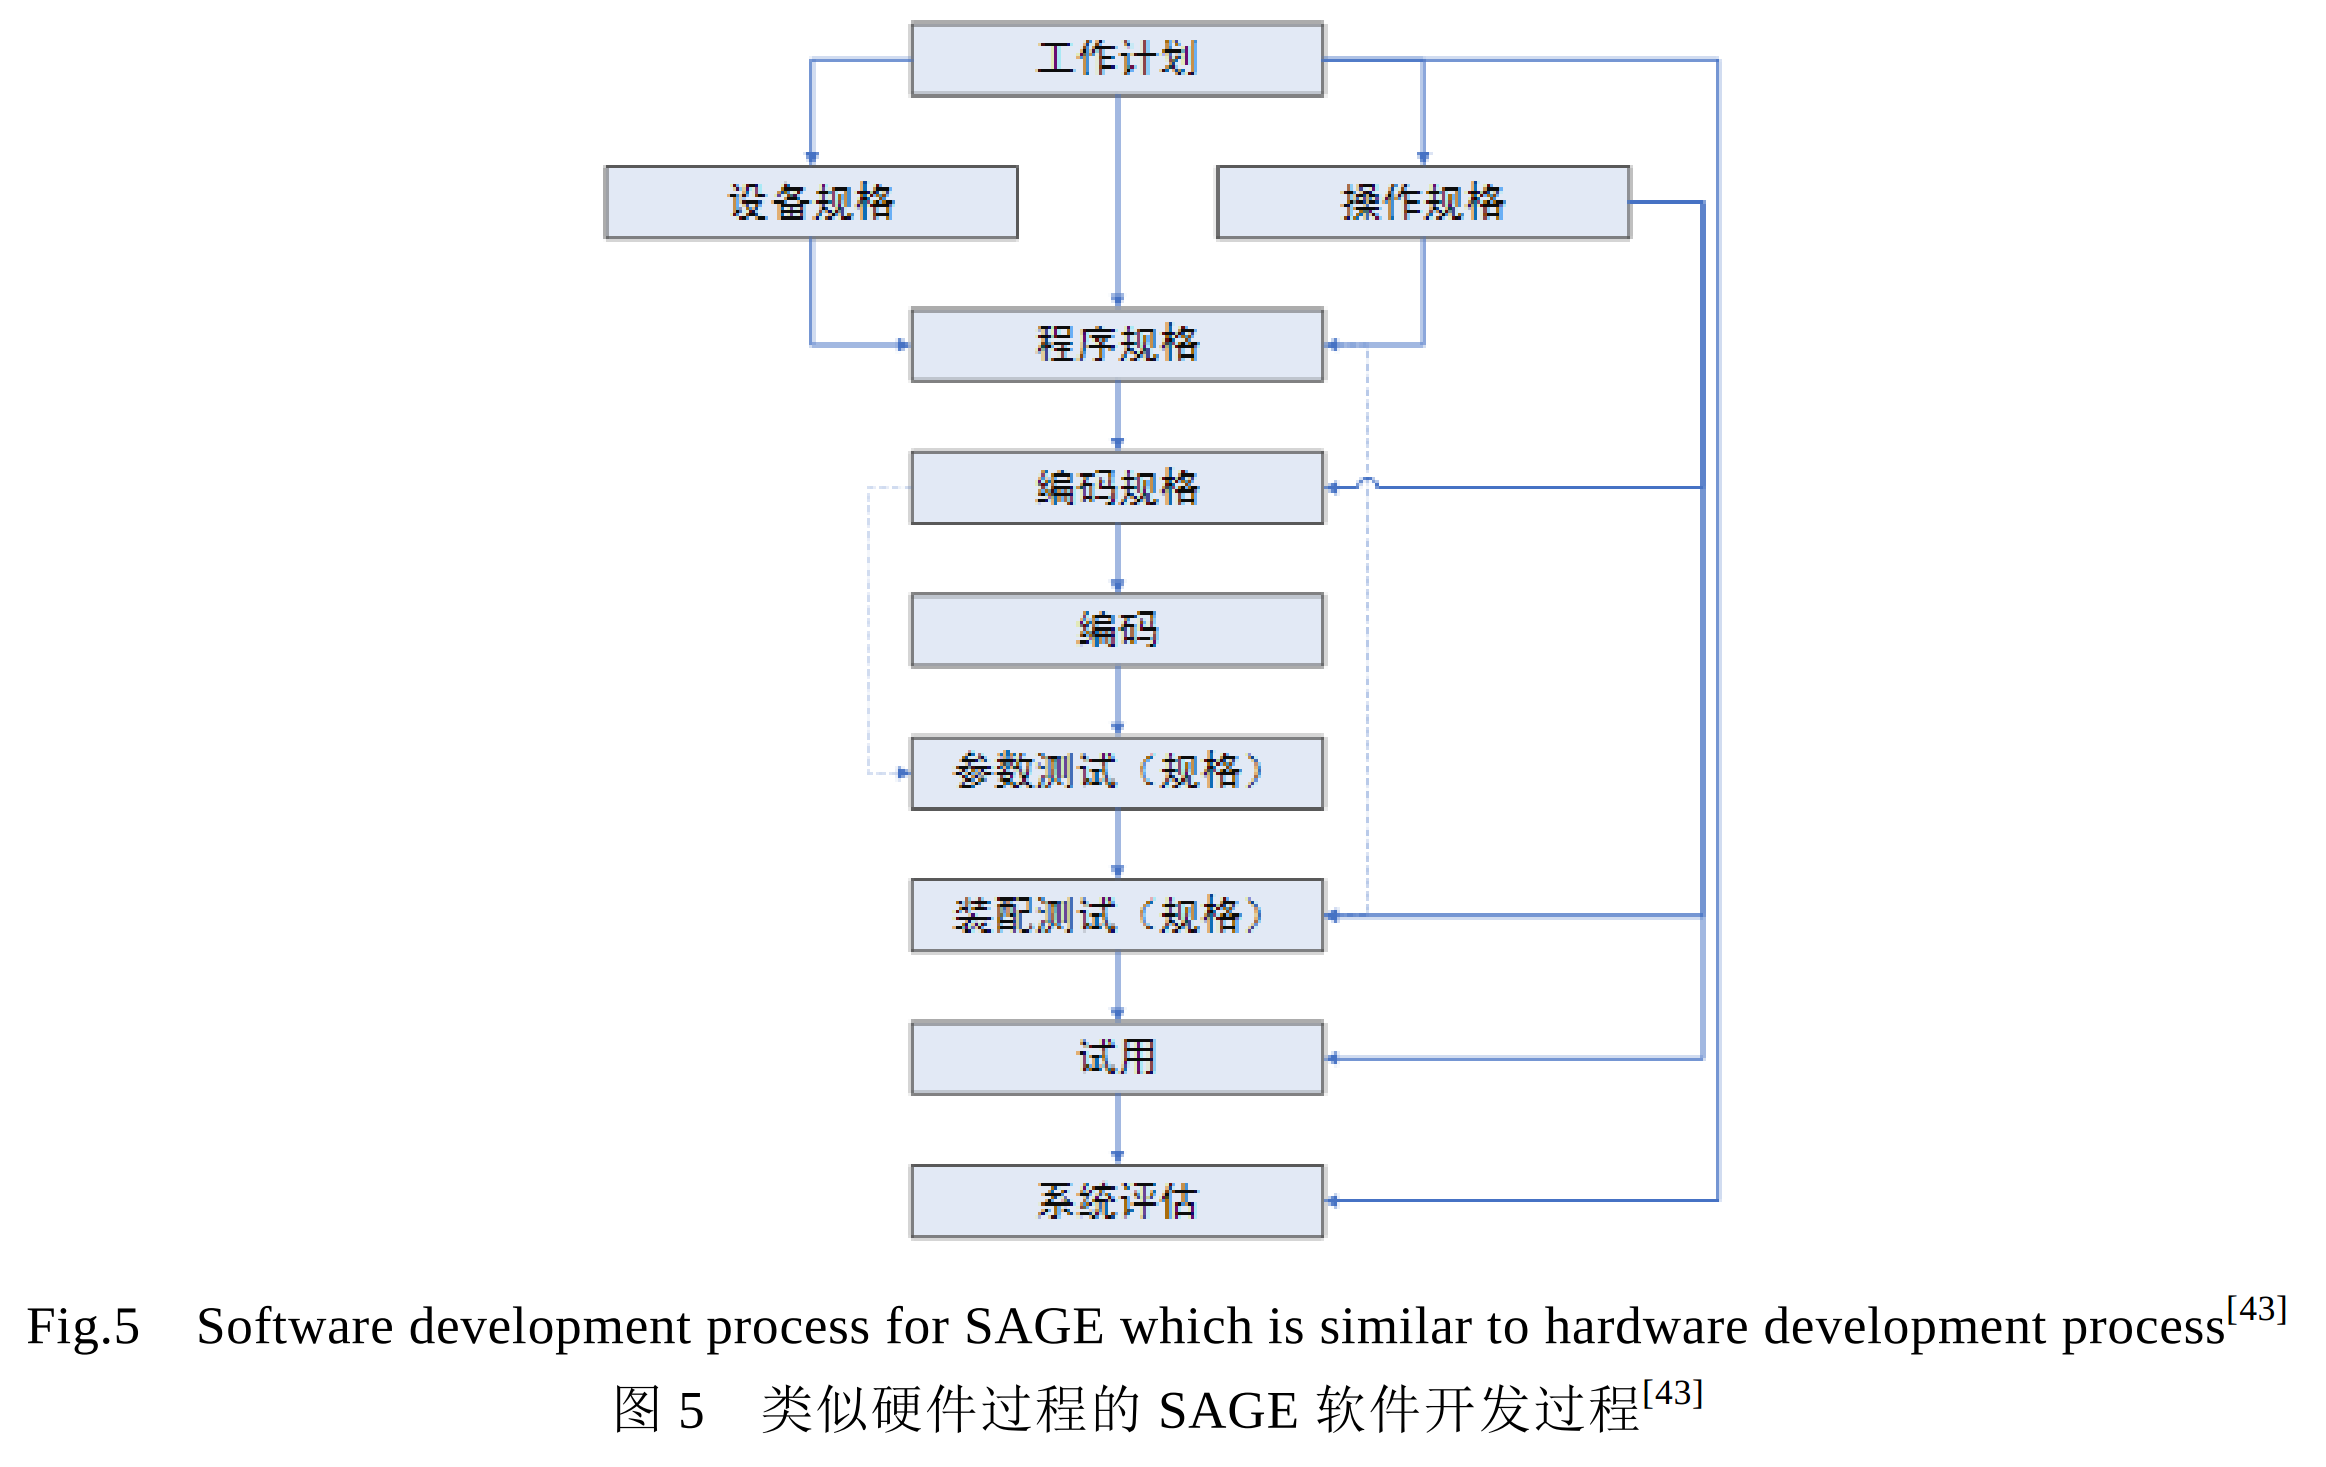 工作计划
设备规格
操作规格
程序规格
编码规格
编码
参数测试（规格）
装配测试（规格）
试用
系统评估
Fig.5 Software development process for SAGE which is similar to hardware development process[43]
图 5 类似硬件过程的 SAGE 软件开发过程[43]